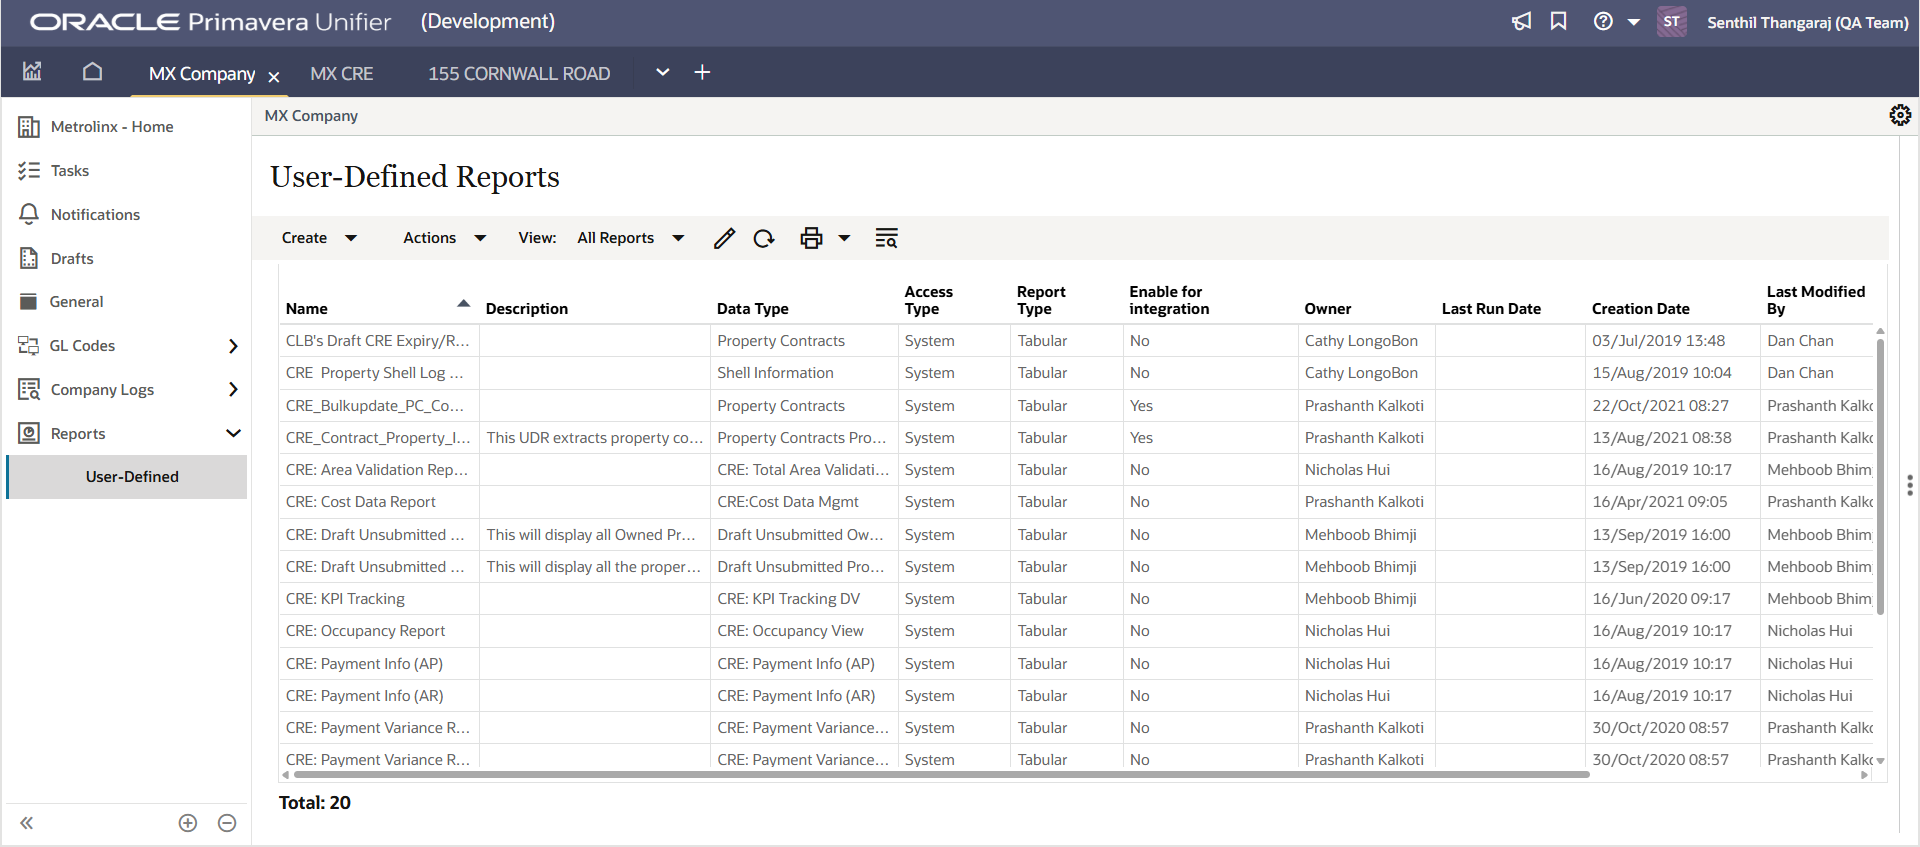 ORACLE Primavera Unifier (Development) ST Senthil Thangaraj (QA Team)
MX Company MX CRE 155 CORNWALL ROAD
Metrolinx - Home
Tasks
Notifications
Drafts
General
GL Codes
Company Logs
Reports
User-Defined
MX Company
User-Defined Reports
Create Actions View: All Reports
Name Description Data Type Access Type Report Type Enable for integration Owner Last Run Date Creation Date Last Modified By
CLB's Draft CRE Expiry/R... Property Contracts System Tabular No Cathy LongoBon 03/Jul/2019 13:48 Dan Chan
CRE Property Shell Log ... Shell Information System Tabular No Cathy LongoBon 15/Aug/2019 10:04 Dan Chan
CRE_Bulkupdate_PC_Co... Property Contracts System Tabular Yes Prashanth Kalkoti 22/Oct/2021 08:27 Prashanth Kalkc
CRE_Contract_Property_I... This UDR extracts property co... Property Contracts Pro... System Tabular Yes Prashanth Kalkoti 13/Aug/2021 08:38 Prashanth Kalkc
CRE: Area Validation Rep... CRE: Total Area Validati... System Tabular No Nicholas Hui 16/Aug/2019 10:17 Mehboob Bhim
CRE: Cost Data Report CRE:Cost Data Mgmt System Tabular No Prashanth Kalkoti 16/Apr/2021 09:05 Prashanth Kalkc
CRE: Draft Unsubmitted ... This will display all Owned Pr... Draft Unsubmitted Ow... System Tabular No Mehboob Bhimji 13/Sep/2019 16:00 Mehboob Bhim
CRE: Draft Unsubmitted ... This will display all the proper... Draft Unsubmitted Pro... System Tabular No Mehboob Bhimji 13/Sep/2019 16:00 Mehboob Bhim
CRE: KPI Tracking CRE: KPI Tracking DV System Tabular No Mehboob Bhimji 16/Jun/2020 09:17 Mehboob Bhim
CRE: Occupancy Report CRE: Occupancy View System Tabular No Nicholas Hui 16/Aug/2019 10:17 Nicholas Hui
CRE: Payment Info (AP) CRE: Payment Info (AP) System Tabular No Nicholas Hui 16/Aug/2019 10:17 Nicholas Hui
CRE: Payment Info (AR) CRE: Payment Info (AR) System Tabular No Nicholas Hui 16/Aug/2019 10:17 Nicholas Hui
CRE: Payment Variance R... CRE: Payment Variance... System Tabular No Prashanth Kalkoti 30/Oct/2020 08:57 Prashanth Kalkc
CRE: Payment Variance R... CRE: Payment Variance... System Tabular No Prashanth Kalkoti 30/Oct/2020 08:57 Prashanth Kalkc
Total: 20